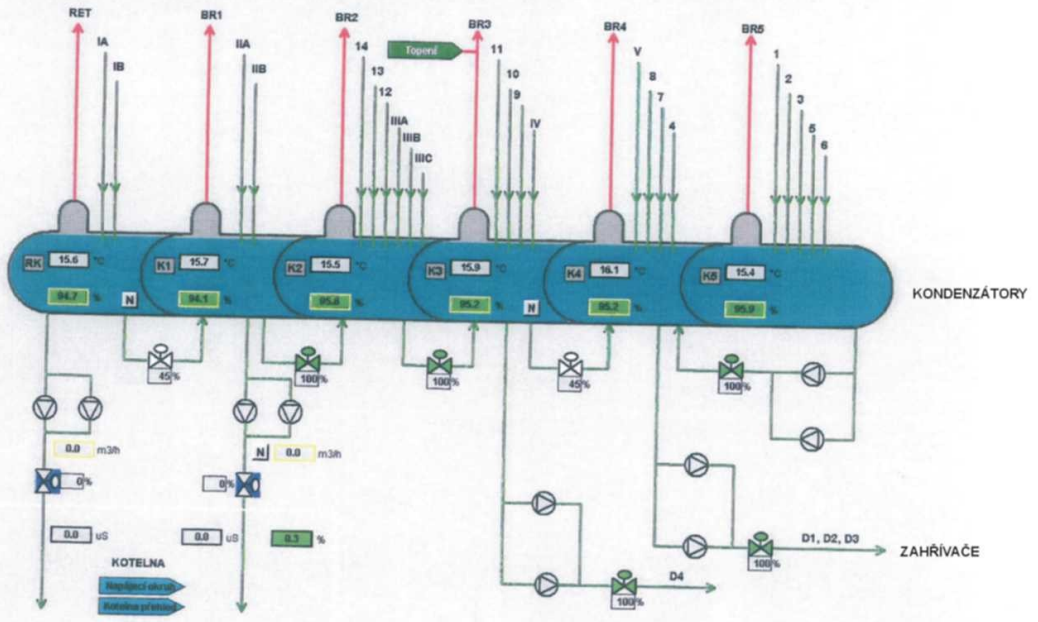 RET BR1 BR2 BR3 BR4 BR5
IA IB IIA IIB 14 13 12 IIIA IIIB IIIC Topení 11 10 9 IV V 8 7 4 1 2 3 5 6
RK 15.6 °C K1 15.7 °C K2 15.5 °C K3 15.9 °C K4 16.1 °C K5 15.4 °C
94.7 % N 94.1 % 95.8 % 95.2 % N 95.2 % 95.9 %
KONDENZÁTORY
45% 100% 100% 45% 100%
0.0 m3/h N 0.0 m3/h
0% 0%
0.0 uS 0.0 uS 0.3 %
D1, D2, D3 ZAHŘÍVAČE
100%
KOTELNA
Napájecí okruh
D4
100%
Kotelna přehled